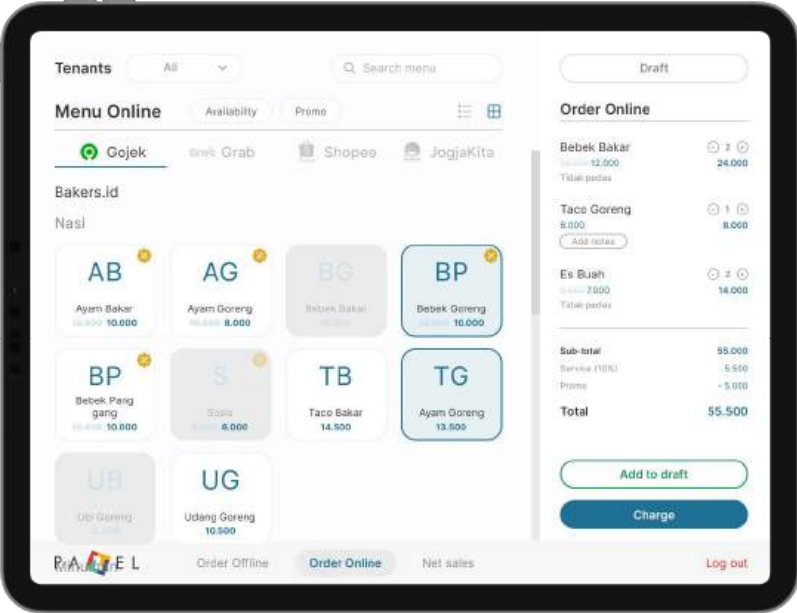 Tenants
All
Search menu
Menu Online
Availability
Promo
Gojek
Grab
Shopee
JogjaKita
Bakers.id
Nasi
AB
Ayam Bakar
10.000
AG
Ayam Goreng
8.000
BG
Bebek Bakar
BP
Bebek Goreng
10.000
BP
Bebek Pang
gang
10.000
S
6.000
TB
Taco Bakar
14.500
TG
Ayam Goreng
13.500
UB
Ubi Goreng
UG
Udang Goreng
10.500
Order Offline
Order Online
Net sales
Log out
Draft
Order Online
Bebek Bakar
2
12.000
24.000
Tidak pedas
Taco Goreng
1
8.000
8.000
Add notes
Es Buah
2
7.000
14.000
Tidak pedas
Sub-total
55.000
Service (10%)
5.500
Promo
- 5.000
Total
55.500
Add to draft
Charge